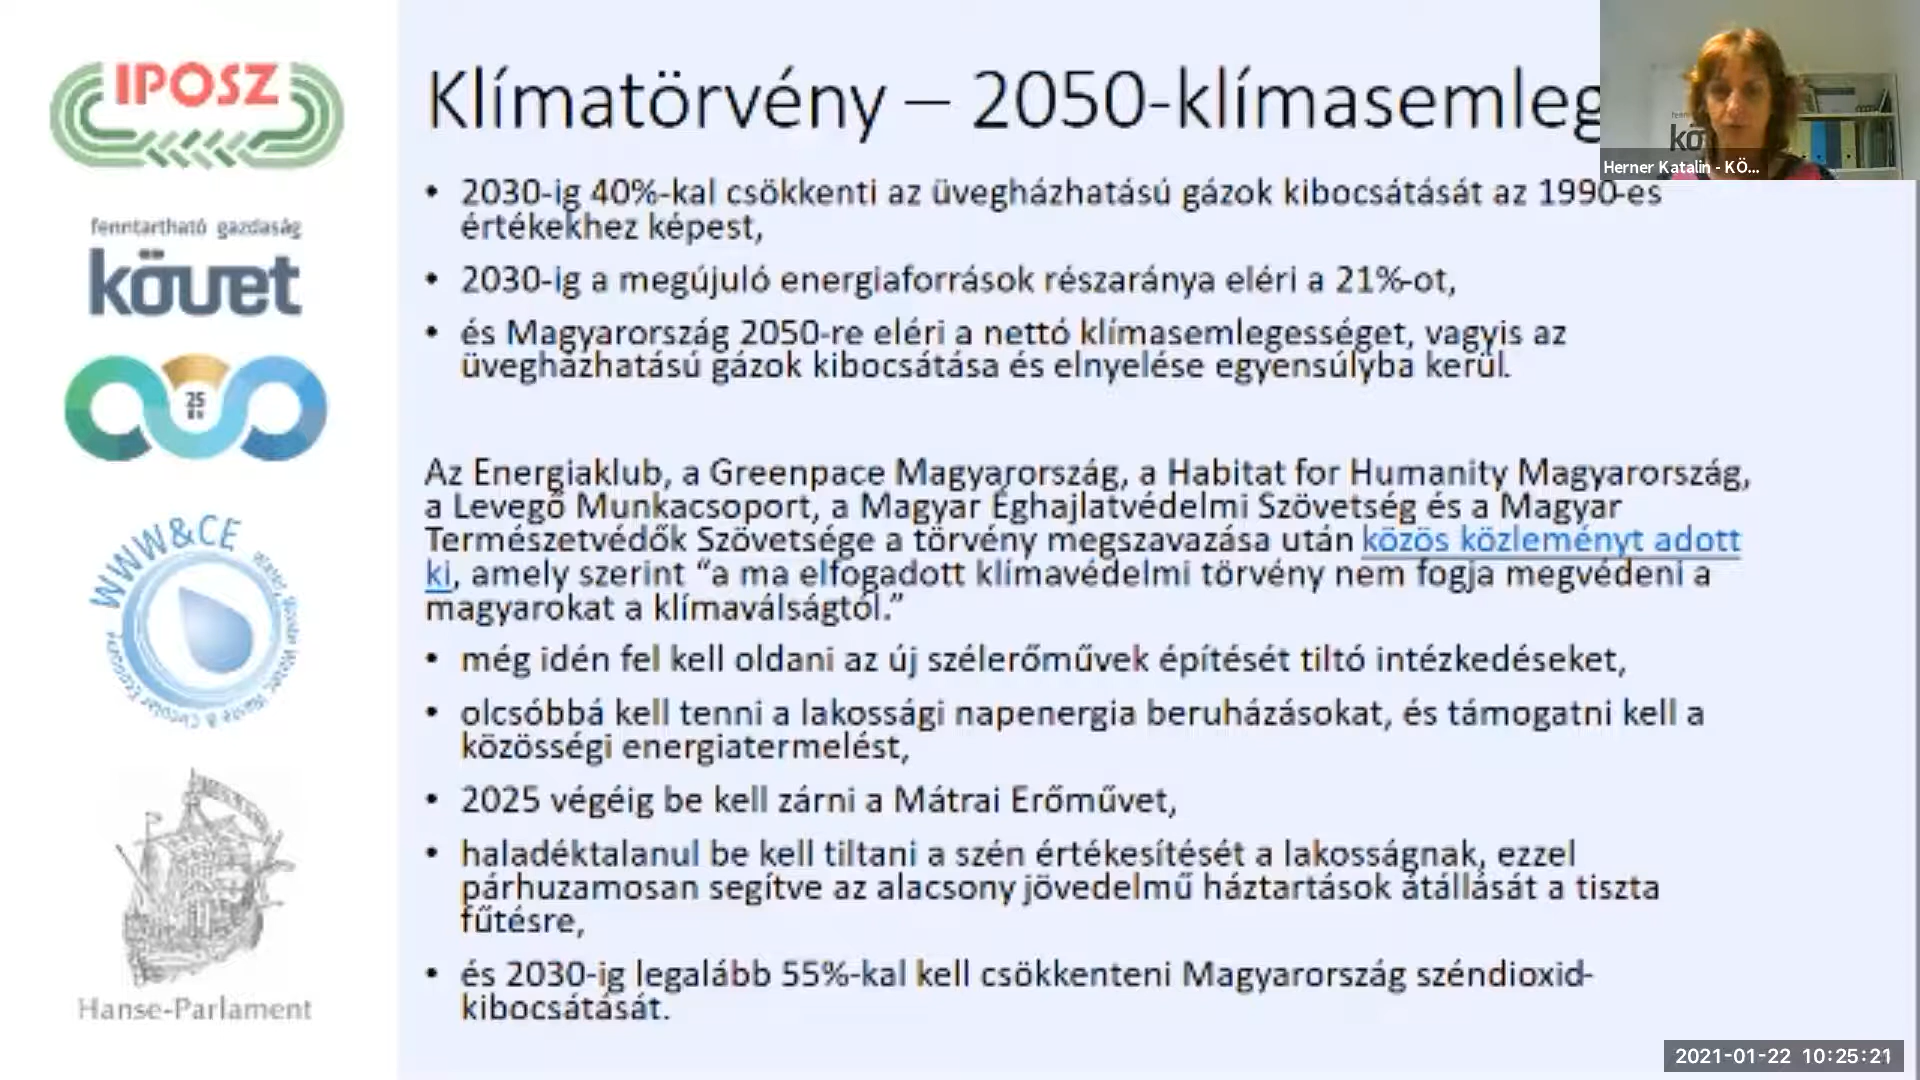 IPOSZ
fenntartható gazdaság
követ
25
WWW&CE
Hanse-Parlament
Klímatörvény – 2050-klímasemleg
• 2030-ig 40%-kal csökkenti az üvegházhatású gázok kibocsátását az 1990-es
értékekhez képest,
• 2030-ig a megújuló energiaforrások részaránya eléri a 21%-ot,
• és Magyarország 2050-re eléri a nettó klímasemlegességet, vagyis az
üvegházhatású gázok kibocsátása és elnyelése egyensúlyba kerül.
Az Energiaklub, a Greenpace Magyarország, a Habitat for Humanity Magyarország,
a Levegő Munkacsoport, a Magyar Éghajlatvédelmi Szövetség és a Magyar
Természetvédők Szövetsége a törvény megszavazása után közös közleményt adott
ki, amely szerint “a ma elfogadott klímavédelmi törvény nem fogja megvédeni a
magyarokat a klímaválságtól.”
• még idén fel kell oldani az új szélerőművek építését tiltó intézkedéseket,
• olcsóbbá kell tenni a lakossági napenergia beruházásokat, és támogatni kell a
közösségi energiatermelést,
• 2025 végéig be kell zárni a Mátrai Erőművet,
• haladéktalanul be kell tiltani a szén értékesítését a lakosságnak, ezzel
párhuzamosan segítve az alacsony jövedelmű háztartások átállását a tiszta
fűtésre,
• és 2030-ig legalább 55%-kal kell csökkenteni Magyarország széndioxid-
kibocsátását.
kö
Herner Katalin - KÖ...
2021-01-22 10:25:21